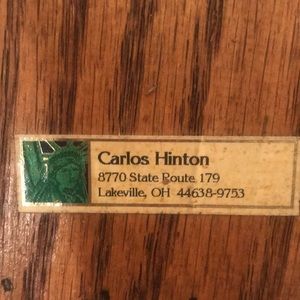 Carlos Hinton
8770 State Route 179
Lakeville, OH 44638-9753